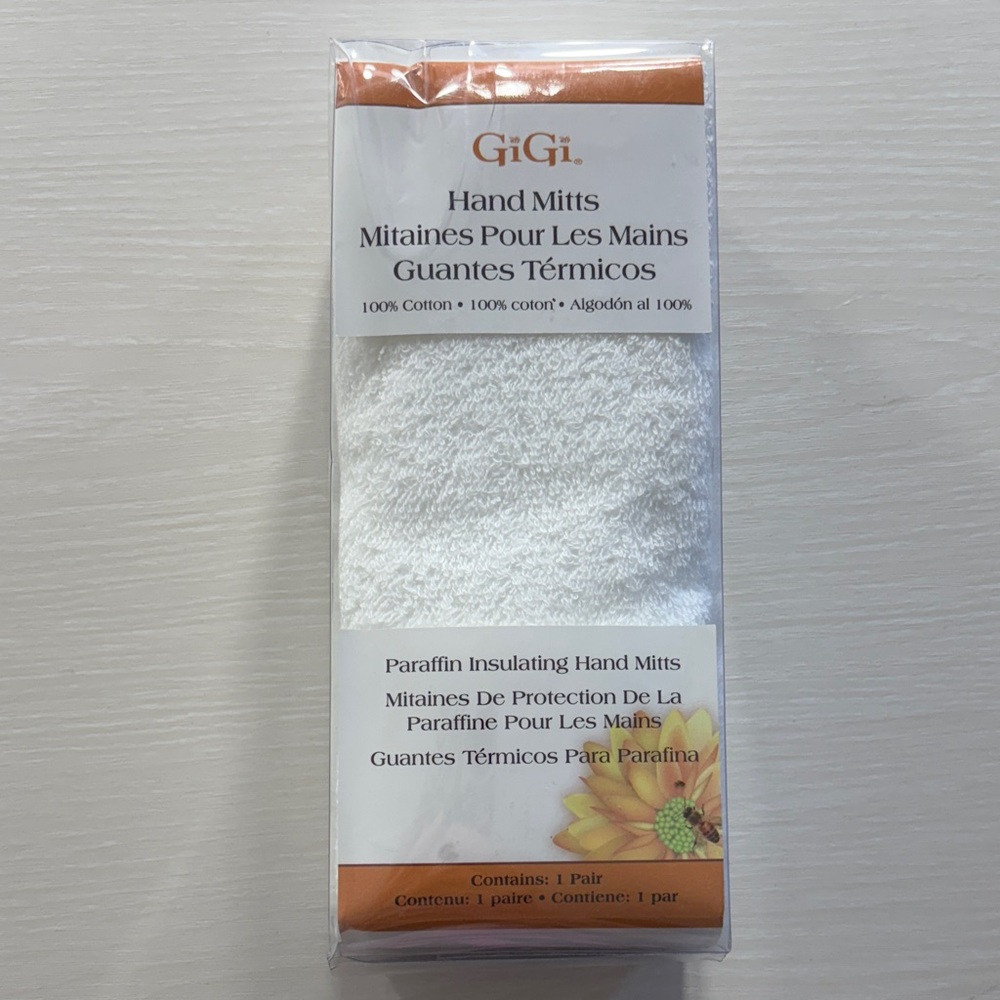 GiGi®
Hand Mitts
Mitaines Pour Les Mains
Guantes Térmicos
100% Cotton • 100% coton • Algodón al 100%
Paraffin Insulating Hand Mitts
Mitaines De Protection De La
Paraffine Pour Les Mains
Guantes Térmicos Para Parafina
Contains: 1 Pair
Contenu: 1 paire • Contiene: 1 par